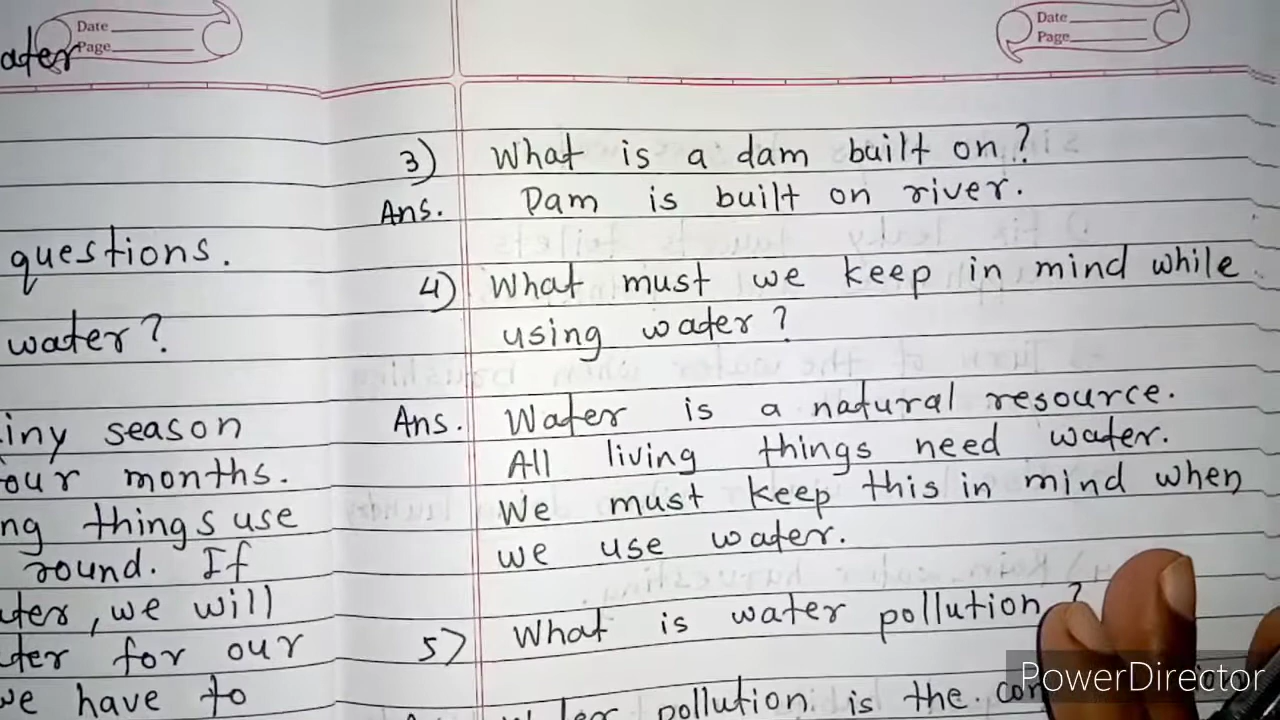 Date
Page
ater
questions.
water?
iny season
our months.
ng things use
round. If
ater, we will
ter for our
we have to
Date
Page
3) What is a dam built on?
Ans. Dam is built on river.
4) What must we keep in mind while
using water?
Ans. Water is a natural resource.
All living things need water.
We must keep this in mind when
we use water.
5) What is water pollution?
pollution is the con
PowerDirector